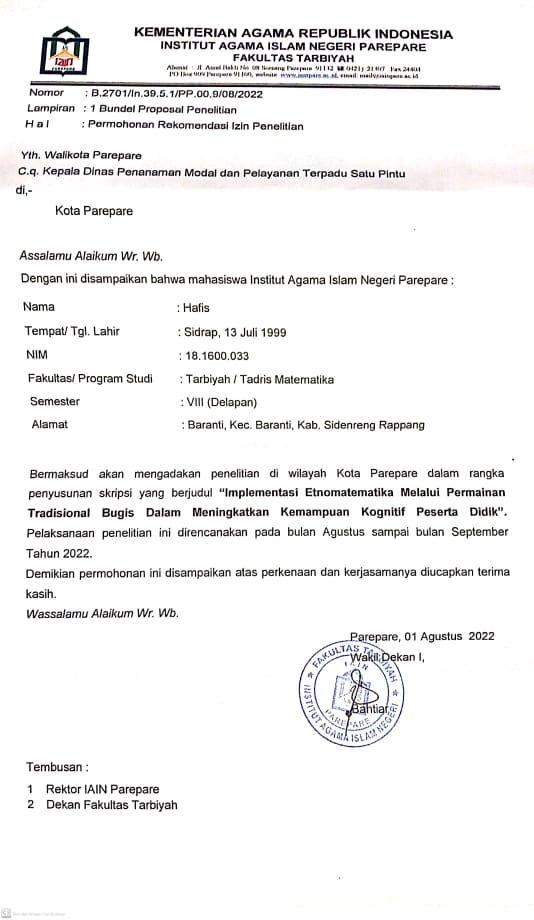 KEMENTERIAN AGAMA REPUBLIK INDONESIA
INSTITUT AGAMA ISLAM NEGERI PAREPARE
FAKULTAS TARBIYAH
Alamat : Jl. Amal Bakti No. 08 Soreang Parepare 91132 ☎ 0421) 21307 Fax.24404
PO Box 909 Parepare 91100, website www.iainpare.ac.id, email: mail@iainpare.ac.id
IAIN
PAREPARE
Nomor : B.2701/In.39.5.1/PP.00.9/08/2022
Lampiran : 1 Bundel Proposal Penelitian
H a l : Permohonan Rekomendasi Izin Penelitian
Yth. Walikota Parepare
C.q. Kepala Dinas Penanaman Modal dan Pelayanan Terpadu Satu Pintu
di,-
Kota Parepare
Assalamu Alaikum Wr. Wb.
Dengan ini disampaikan bahwa mahasiswa Institut Agama Islam Negeri Parepare :
Nama : Hafis
Tempat/ Tgl. Lahir : Sidrap, 13 Juli 1999
NIM : 18.1600.033
Fakultas/ Program Studi : Tarbiyah / Tadris Matematika
Semester : VIII (Delapan)
Alamat : Baranti, Kec. Baranti, Kab. Sidenreng Rappang
Bermaksud akan mengadakan penelitian di wilayah Kota Parepare dalam rangka
penyusunan skripsi yang berjudul “Implementasi Etnomatematika Melalui Permainan
Tradisional Bugis Dalam Meningkatkan Kemampuan Kognitif Peserta Didik”.
Pelaksanaan penelitian ini direncanakan pada bulan Agustus sampai bulan September
Tahun 2022.
Demikian permohonan ini disampaikan atas perkenaan dan kerjasamanya diucapkan terima
kasih.
Wassalamu Alaikum Wr. Wb.
Parepare, 01 Agustus 2022
Wakil Dekan I,
FAKULTAS TARBIYAH
IAIN
PAREPARE
INSTITUT AGAMA ISLAM NEGERI
Bahtiar
Tembusan :
1 Rektor IAIN Parepare
2 Dekan Fakultas Tarbiyah